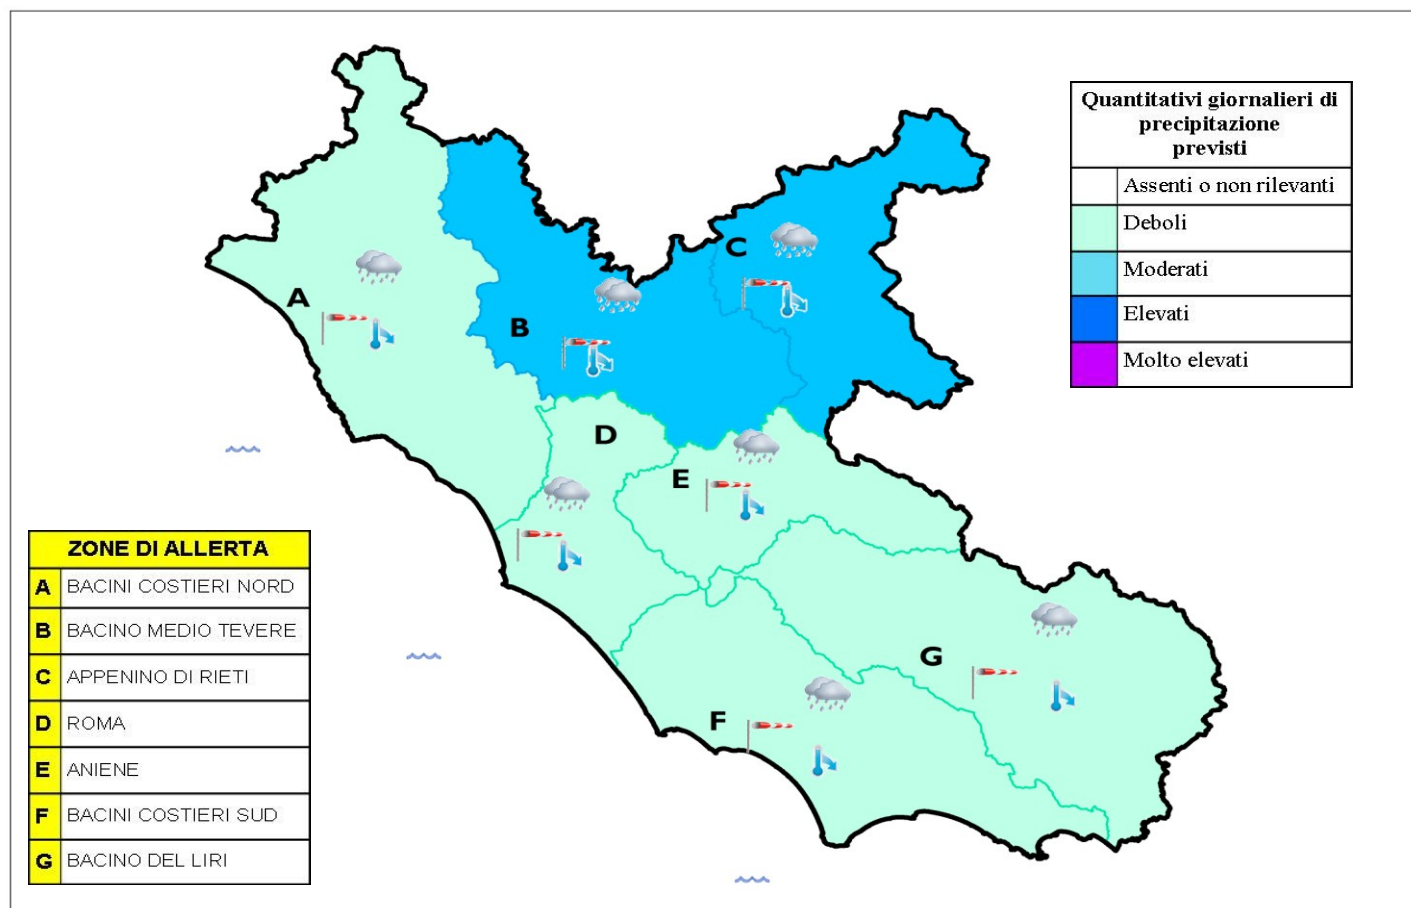 Quantitativi giornalieri di
precipitazione
previsti
Assenti o non rilevanti
Deboli
Moderati
Elevati
Molto elevati
A
B
C
D
E
F
G
ZONE DI ALLERTA
A BACINI COSTIERI NORD
B BACINO MEDIO TEVERE
C APPENINO DI RIETI
D ROMA
E ANIENE
F BACINI COSTIERI SUD
G BACINO DEL LIRI